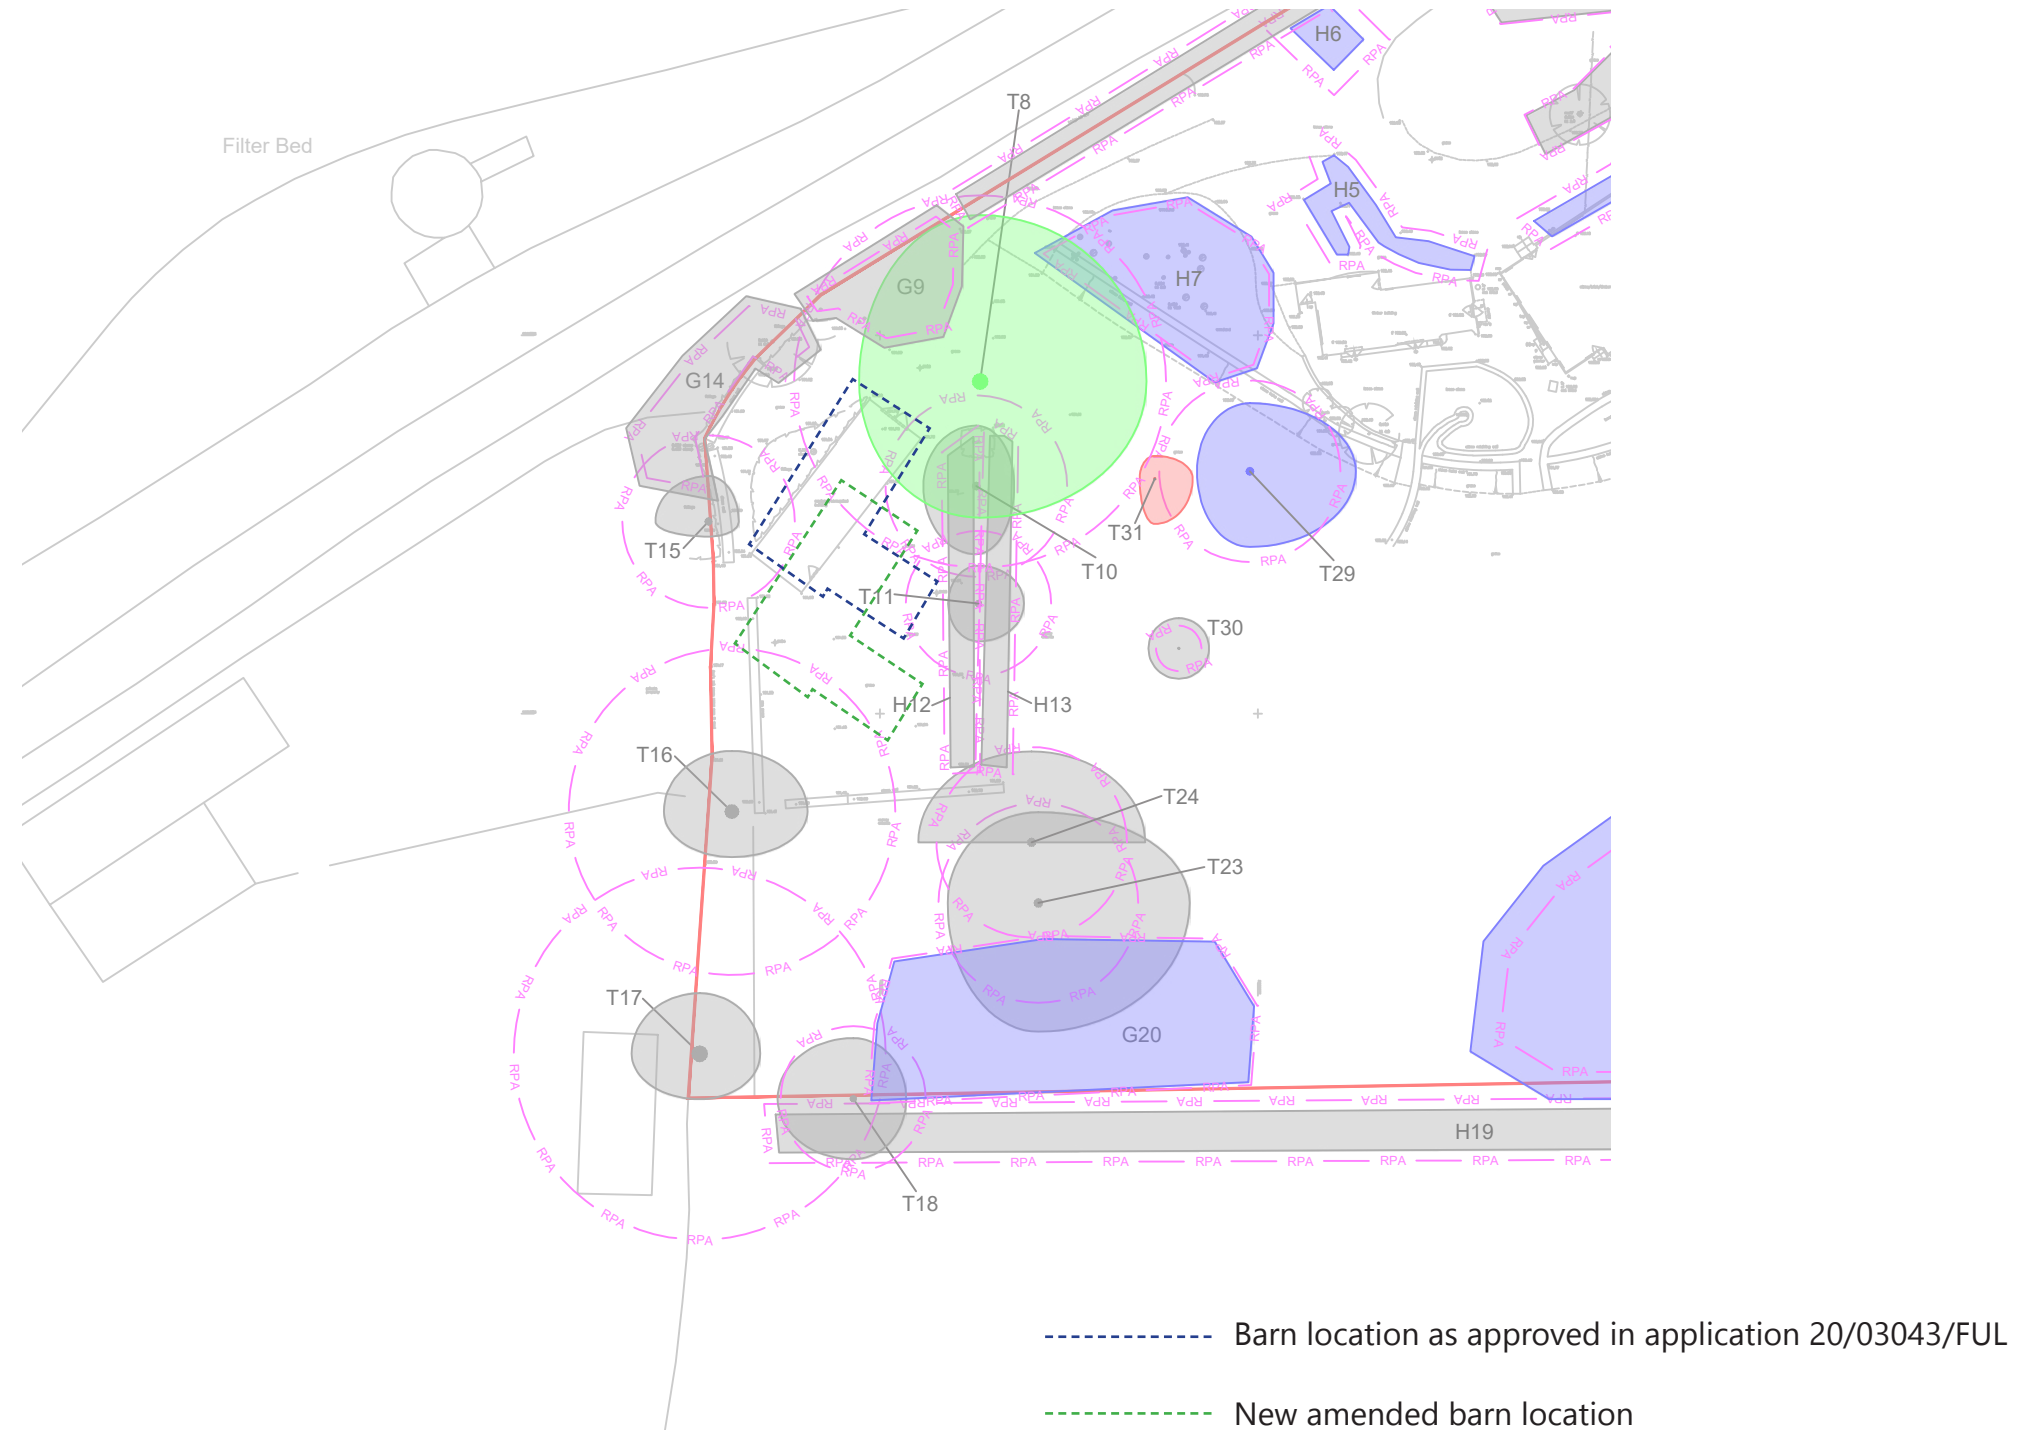 H6
T8
Filter Bed
H5
H7
G9
G14
T31
T15
T10
T29
T11
T30
H12
H13
T16
T24
T23
T17
G20
H19
T18
RPA
Barn location as approved in application 20/03043/FUL
New amended barn location